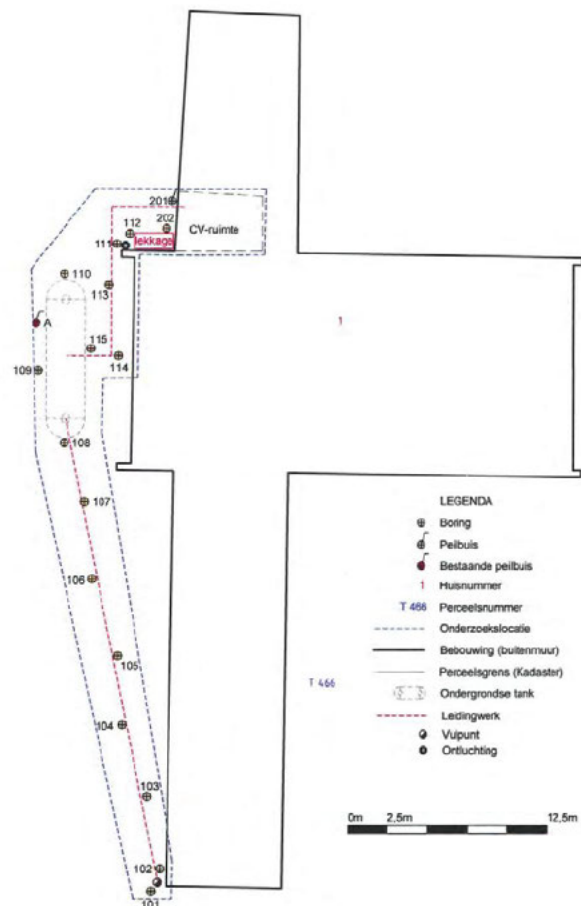 201
202
112
CV-ruimte
111
lekkage
110
113
A
1
115
114
109
108
107
106
105
104
103
102
101
LEGENDA
Boring
Peilbuis
Bestaande peilbuis
1 Huisnummer
T 466 Perceelsnummer
Onderzoekslocatie
Bebouwing (buitenmuur)
Perceelsgrens (Kadaster)
Ondergrondse tank
Leidingwerk
Vulpunt
Ontluchting
T 466
0m 2,5m 12,5m